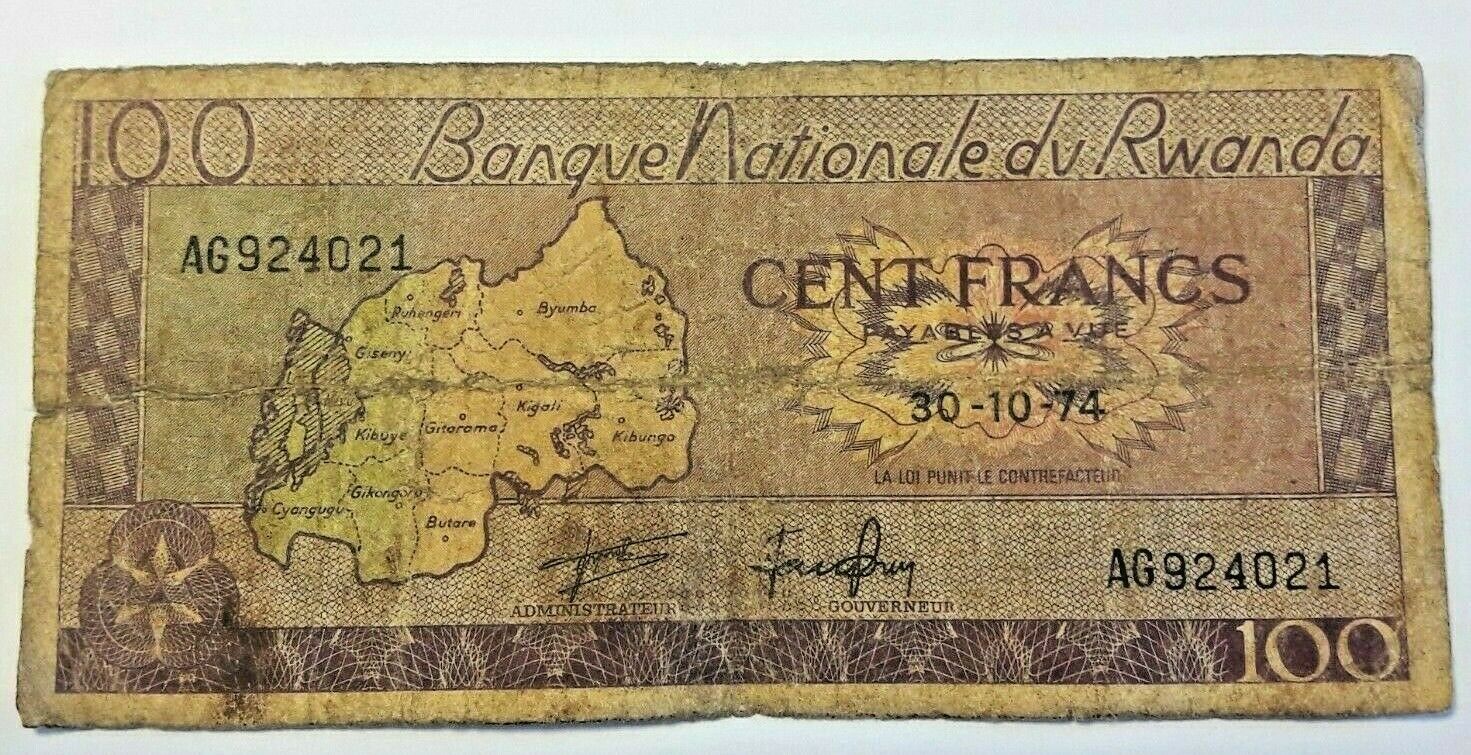 100 Banque Nationale du Rwanda
AG924021
CENT FRANCS
PAYABLES A VUE
30-10-74
LA LOI PUNIT LE CONTREFACTEUR
Ruhengeri
Byumba
Gisenyi
Kigali
Kibuye
Gitarama
Kibungo
Gikongoro
Cyangugu
Butare
ADMINISTRATEUR
GOUVERNEUR
AG924021
100